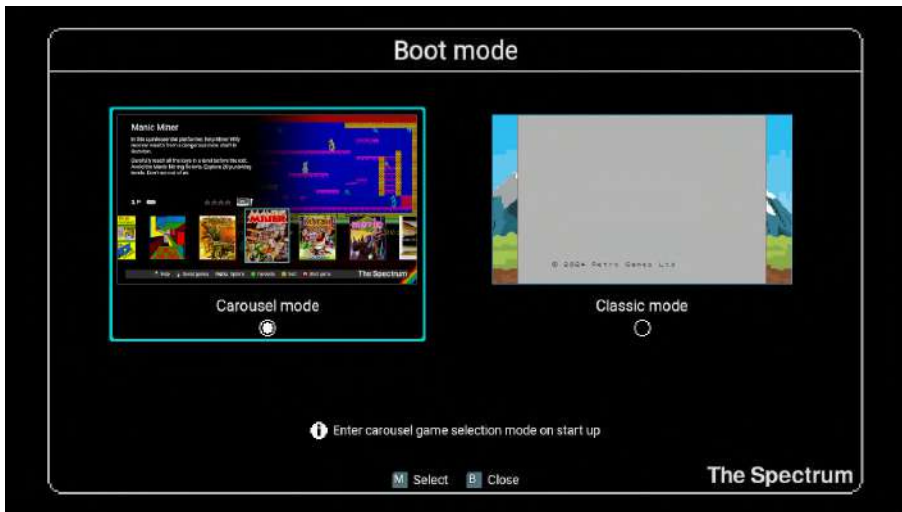 Boot mode
Manic Miner
1 P
The Spectrum
© 2024 Retro Games Ltd
Carousel mode
Classic mode
Enter carousel game selection mode on start up
M Select B Close
The Spectrum